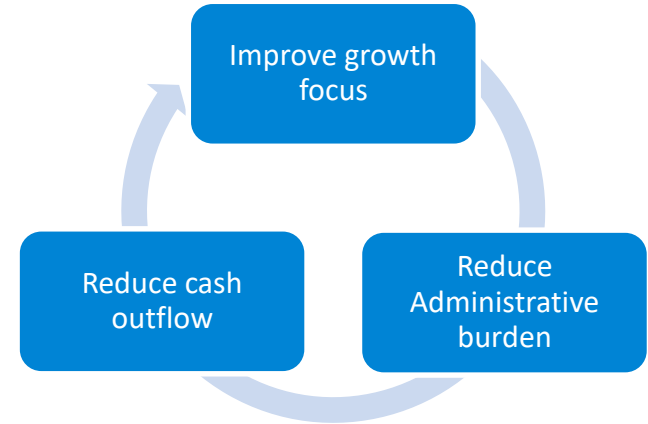 Improve growth
focus
Reduce
Administrative
burden
Reduce cash
outflow